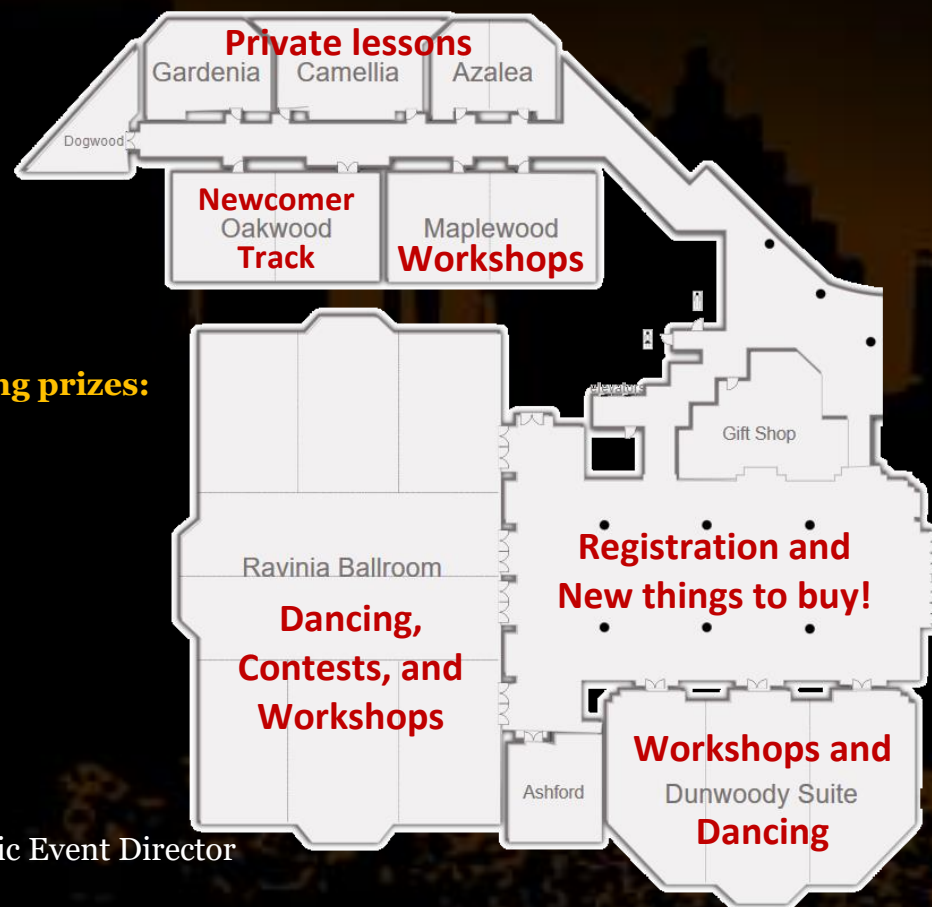 Private lessons
Gardenia
Camellia
Azalea
Dogwood
Newcomer
Oakwood
Track
Maplewood
Workshops
ng prizes:
elevators
Gift Shop
Ravinia Ballroom
Dancing,
Contests, and
Workshops
Registration and
New things to buy!
Ashford
Workshops and
Dunwoody Suite
Dancing
ic Event Director